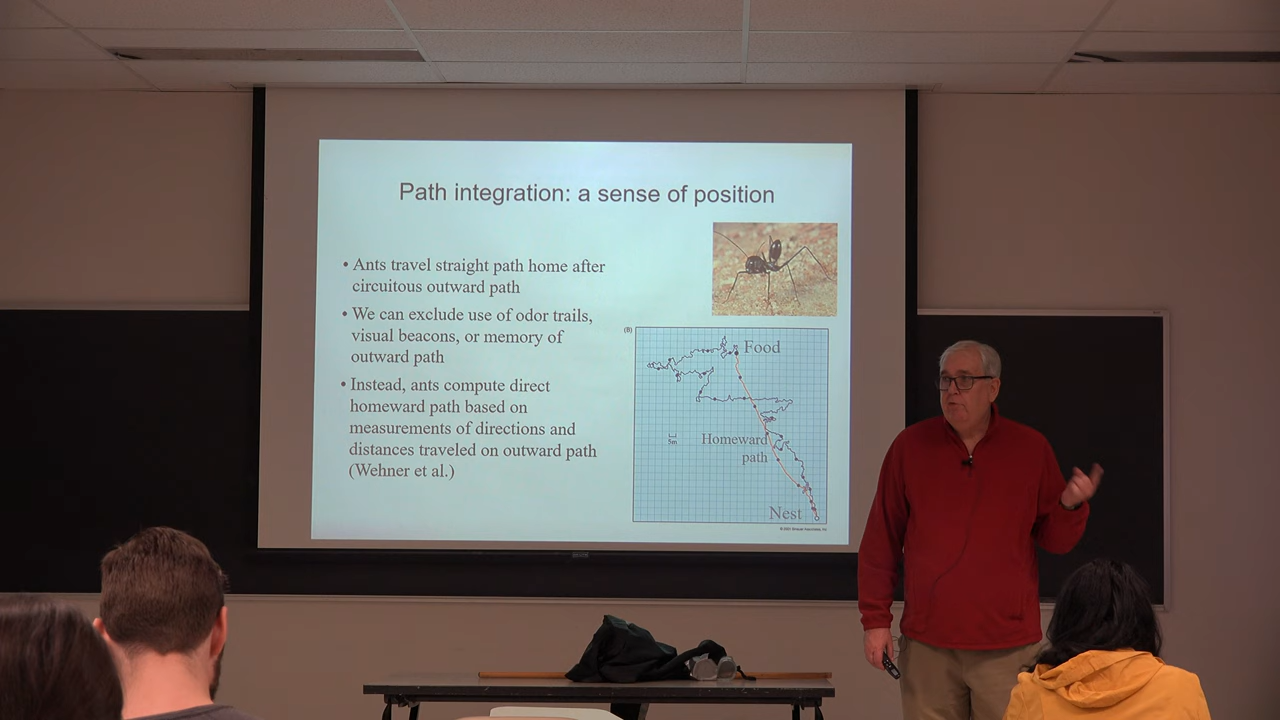 Path integration: a sense of position
• Ants travel straight path home after
circuitous outward path
• We can exclude use of odor trails,
visual beacons, or memory of
outward path
• Instead, ants compute direct
homeward path based on
measurements of directions and
distances traveled on outward path
(Wehner et al.)
(B)
Food
5m
Homeward
path
Nest